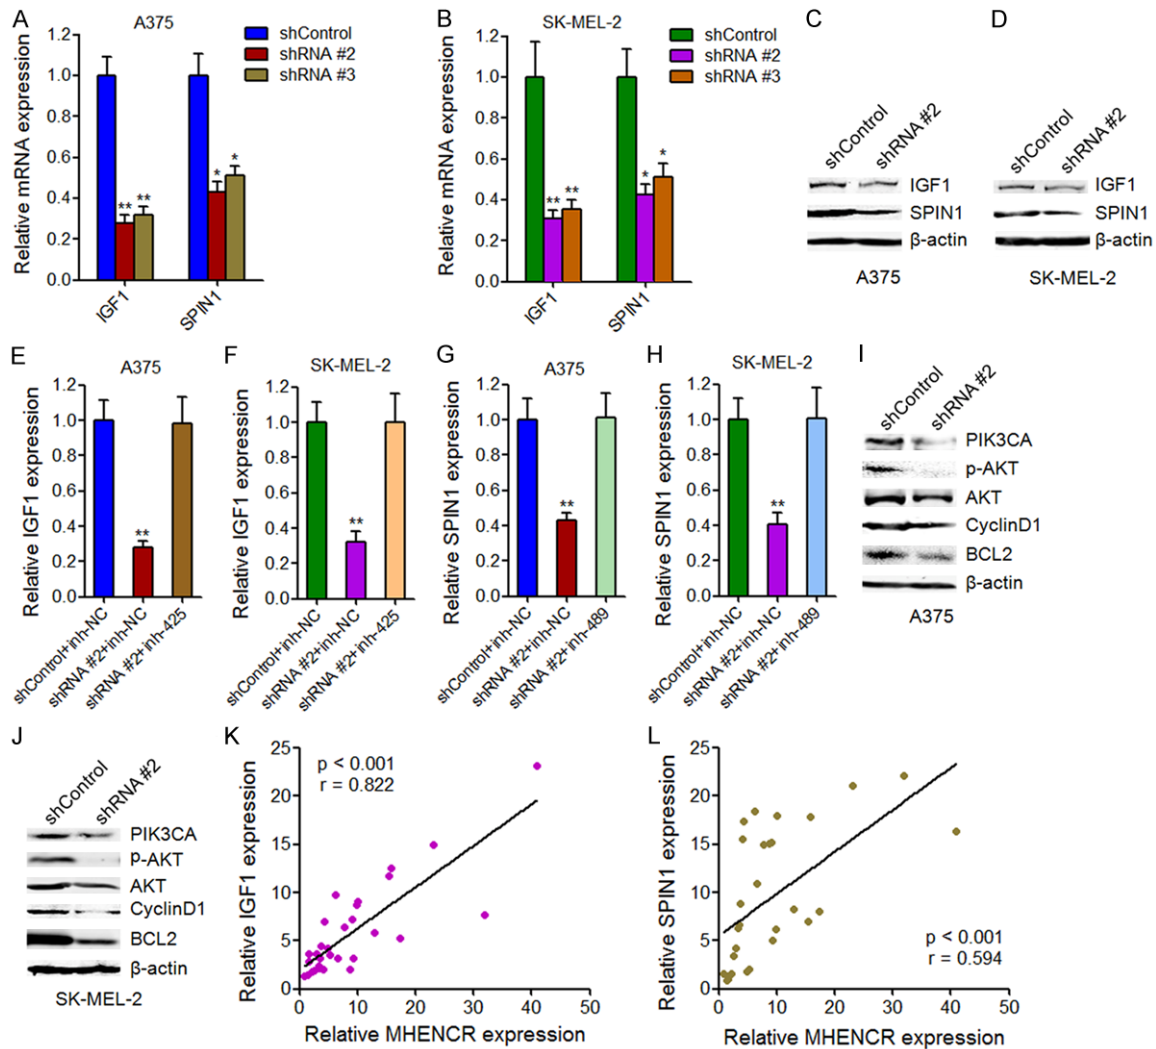 A
A375
Relative mRNA expression
1.2
1.0
0.8
0.6
0.4
0.2
0.0
** **
* *
IGF1
SPIN1
shControl
shRNA #2
shRNA #3
B
SK-MEL-2
Relative mRNA expression
1.2
1.0
0.8
0.6
0.4
0.2
0.0
** **
* *
IGF1
SPIN1
shControl
shRNA #2
shRNA #3
C
shControl
shRNA #2
IGF1
SPIN1
β-actin
A375
D
shControl
shRNA #2
IGF1
SPIN1
β-actin
SK-MEL-2
E
A375
Relative IGF1 expression
1.2
1.0
0.8
0.6
0.4
0.2
0.0
**
shControl+inh-NC
shRNA #2+inh-NC
shRNA #2+inh-425
F
SK-MEL-2
Relative IGF1 expression
1.2
1.0
0.8
0.6
0.4
0.2
0.0
**
shControl+inh-NC
shRNA #2+inh-NC
shRNA #2+inh-425
G
A375
Relative SPIN1 expression
1.2
1.0
0.8
0.6
0.4
0.2
0.0
**
shControl+inh-NC
shRNA #2+inh-NC
shRNA #2+inh-489
H
SK-MEL-2
Relative SPIN1 expression
1.2
1.0
0.8
0.6
0.4
0.2
0.0
**
shControl+inh-NC
shRNA #2+inh-NC
shRNA #2+inh-489
I
shControl
shRNA #2
PIK3CA
p-AKT
AKT
CyclinD1
BCL2
β-actin
A375
J
shControl
shRNA #2
PIK3CA
p-AKT
AKT
CyclinD1
BCL2
β-actin
SK-MEL-2
K
Relative IGF1 expression
25
20
15
10
5
0
p < 0.001
r = 0.822
0 10 20 30 40 50
Relative MHENCR expression
L
Relative SPIN1 expression
25
20
15
10
5
0
p < 0.001
r = 0.594
0 10 20 30 40 50
Relative MHENCR expression